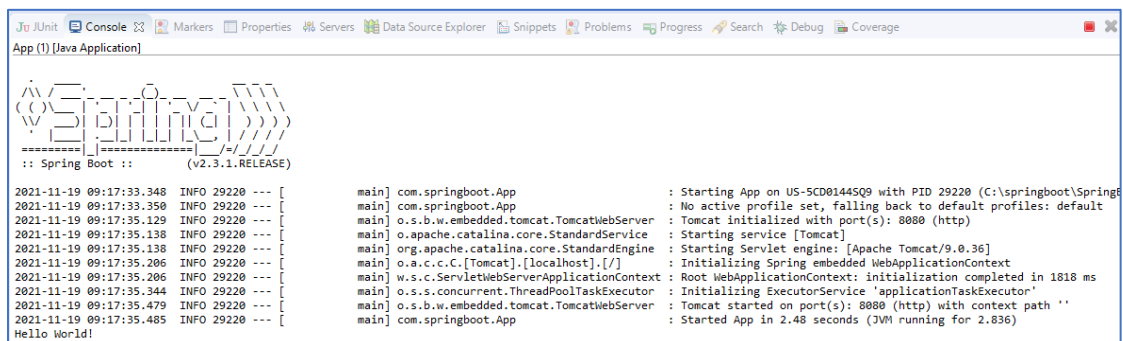 JUnit Console Markers Properties Servers Data Source Explorer Snippets Problems Progress Search Debug Coverage
App (1) [Java Application]
Spring
:: Spring Boot :: (v2.3.1.RELEASE)
2021-11-19 09:17:33.348 INFO 29220 --- [ main] com.springboot.App : Starting App on US-5CD0144SQ9 with PID 29220 (C:\springboot\Spring
2021-11-19 09:17:33.350 INFO 29220 --- [ main] com.springboot.App : No active profile set, falling back to default profiles: default
2021-11-19 09:17:35.129 INFO 29220 --- [ main] o.s.b.w.embedded.tomcat.TomcatWebServer : Tomcat initialized with port(s): 8080 (http)
2021-11-19 09:17:35.138 INFO 29220 --- [ main] o.apache.catalina.core.StandardService : Starting service [Tomcat]
2021-11-19 09:17:35.138 INFO 29220 --- [ main] org.apache.catalina.core.StandardEngine : Starting Servlet engine: [Apache Tomcat/9.0.36]
2021-11-19 09:17:35.206 INFO 29220 --- [ main] o.a.c.c.C.[Tomcat].[localhost].[/] : Initializing Spring embedded WebApplicationContext
2021-11-19 09:17:35.206 INFO 29220 --- [ main] w.s.c.ServletWebServerApplicationContext : Root WebApplicationContext: initialization completed in 1818 ms
2021-11-19 09:17:35.344 INFO 29220 --- [ main] o.s.s.concurrent.ThreadPoolTaskExecutor : Initializing ExecutorService 'applicationTaskExecutor'
2021-11-19 09:17:35.479 INFO 29220 --- [ main] o.s.b.w.embedded.tomcat.TomcatWebServer : Tomcat started on port(s): 8080 (http) with context path ''
2021-11-19 09:17:35.485 INFO 29220 --- [ main] com.springboot.App : Started App in 2.48 seconds (JVM running for 2.836)
Hello World!